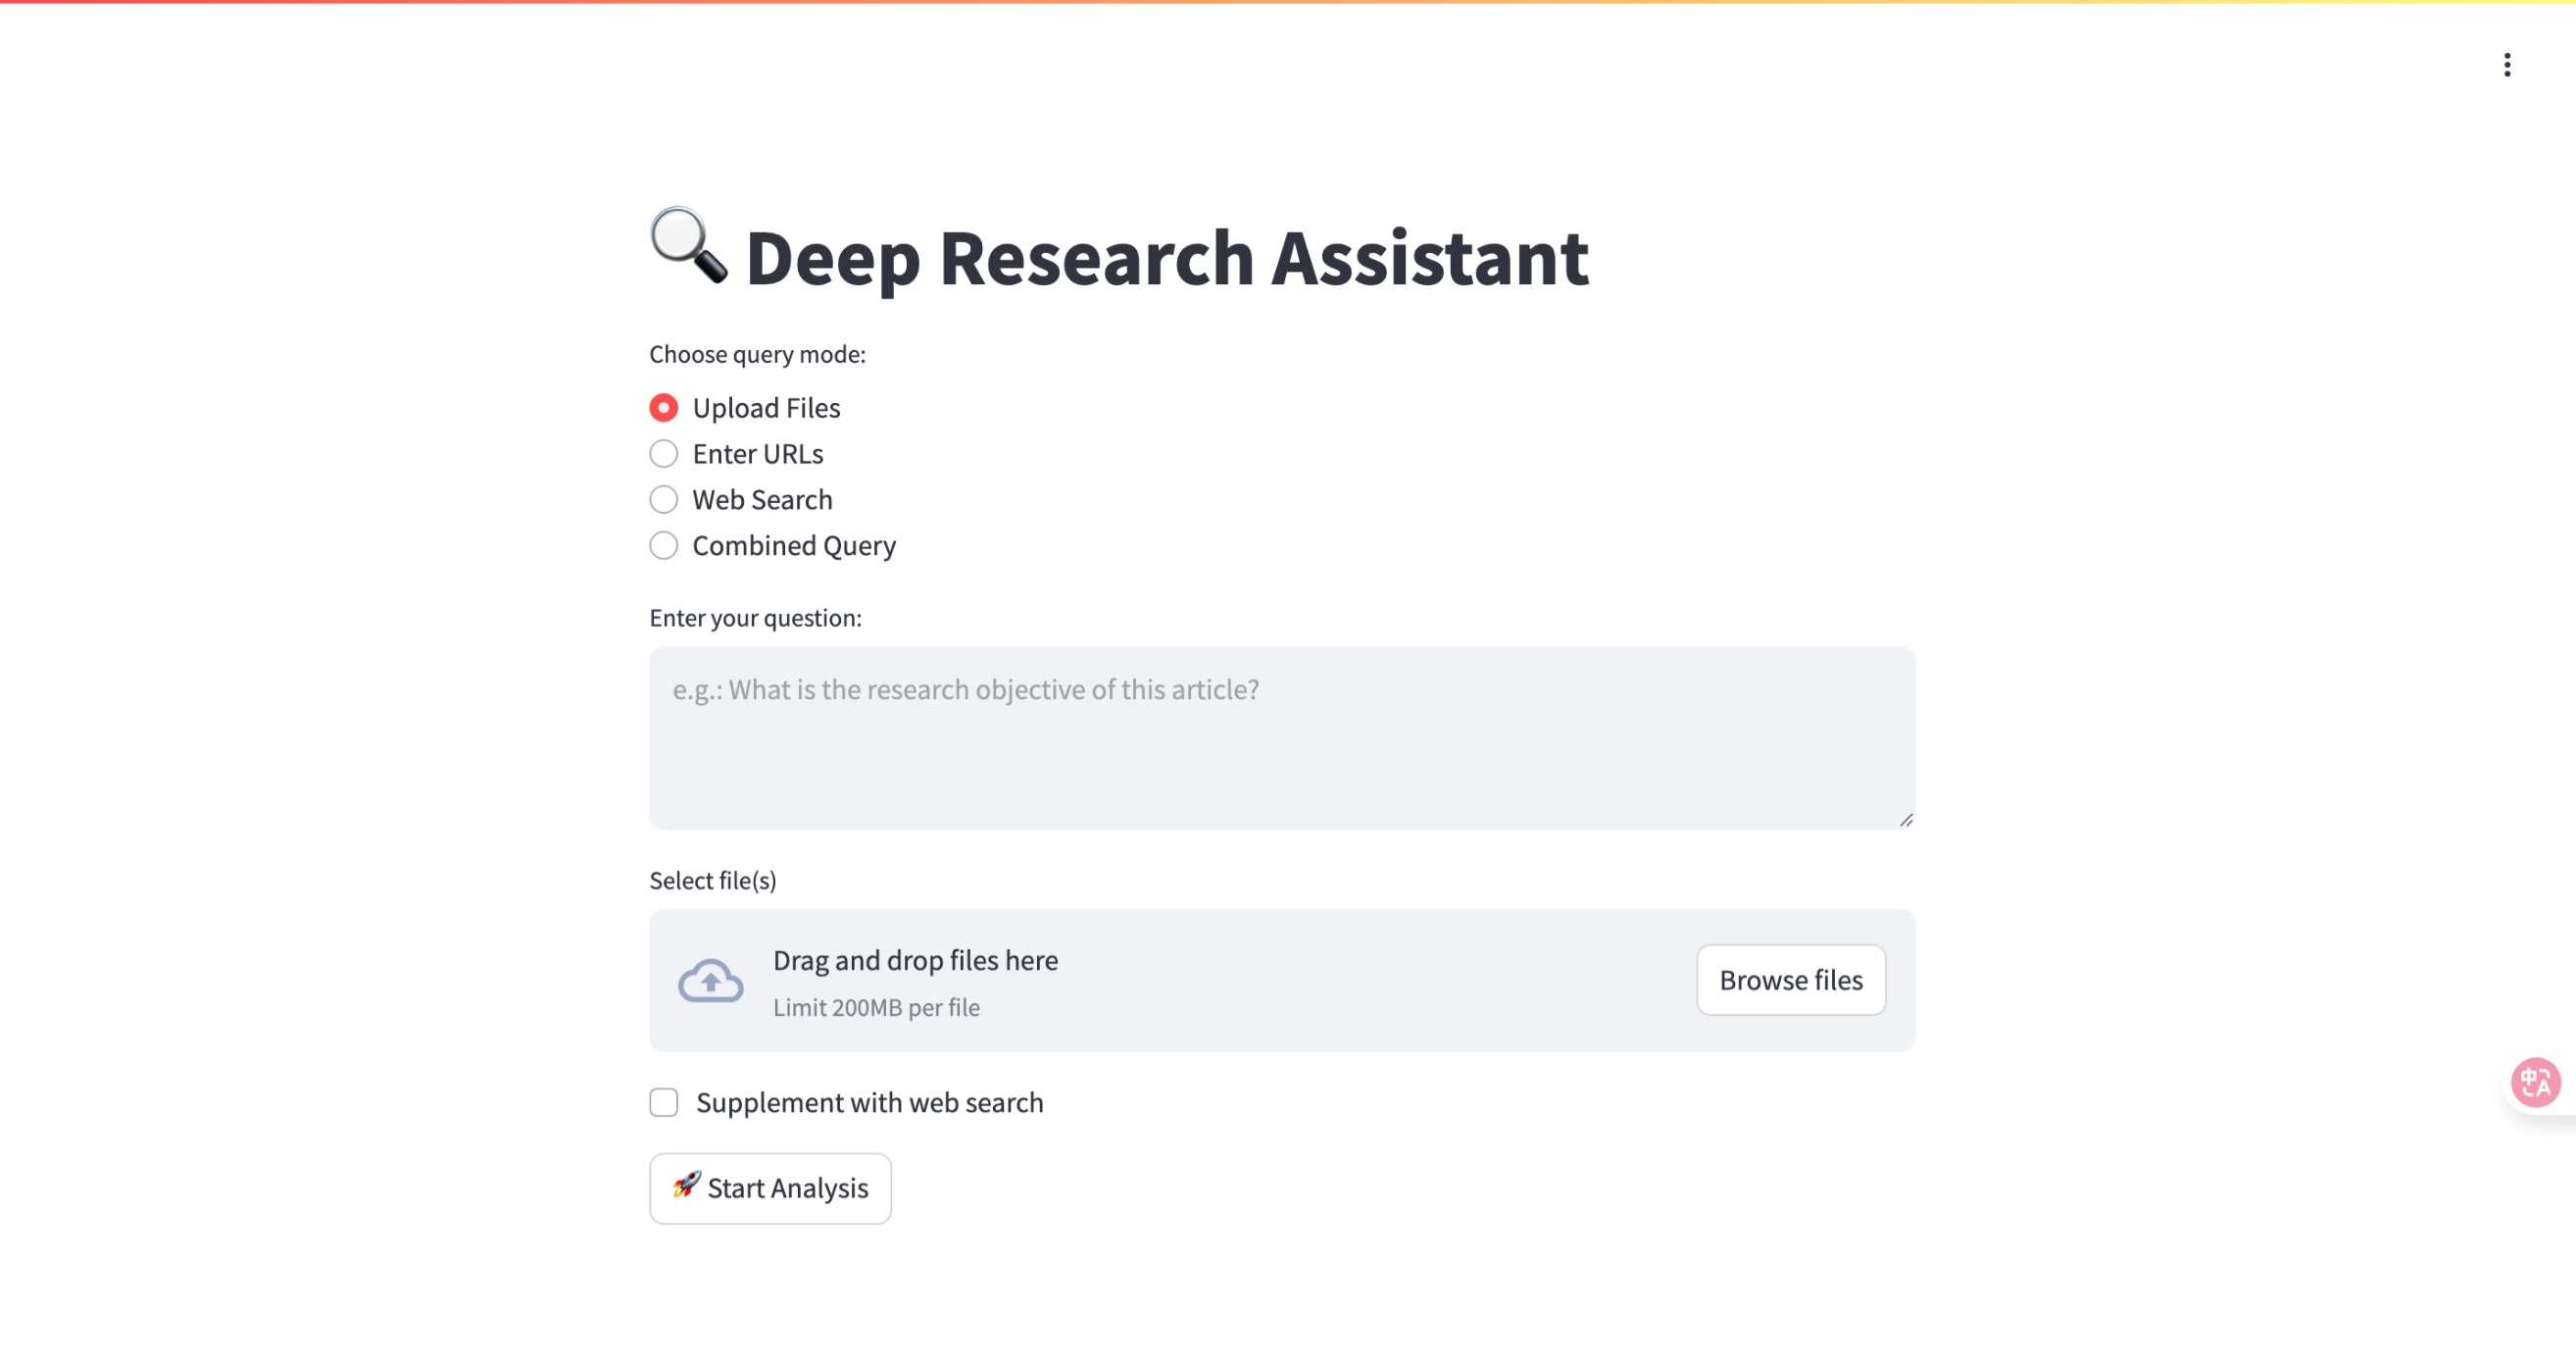 Deep Research Assistant
Choose query mode:
Upload Files
Enter URLs
Web Search
Combined Query
Enter your question:
e.g.: What is the research objective of this article?
Select file(s)
Drag and drop files here
Limit 200MB per file
Browse files
中A
Supplement with web search
Start Analysis